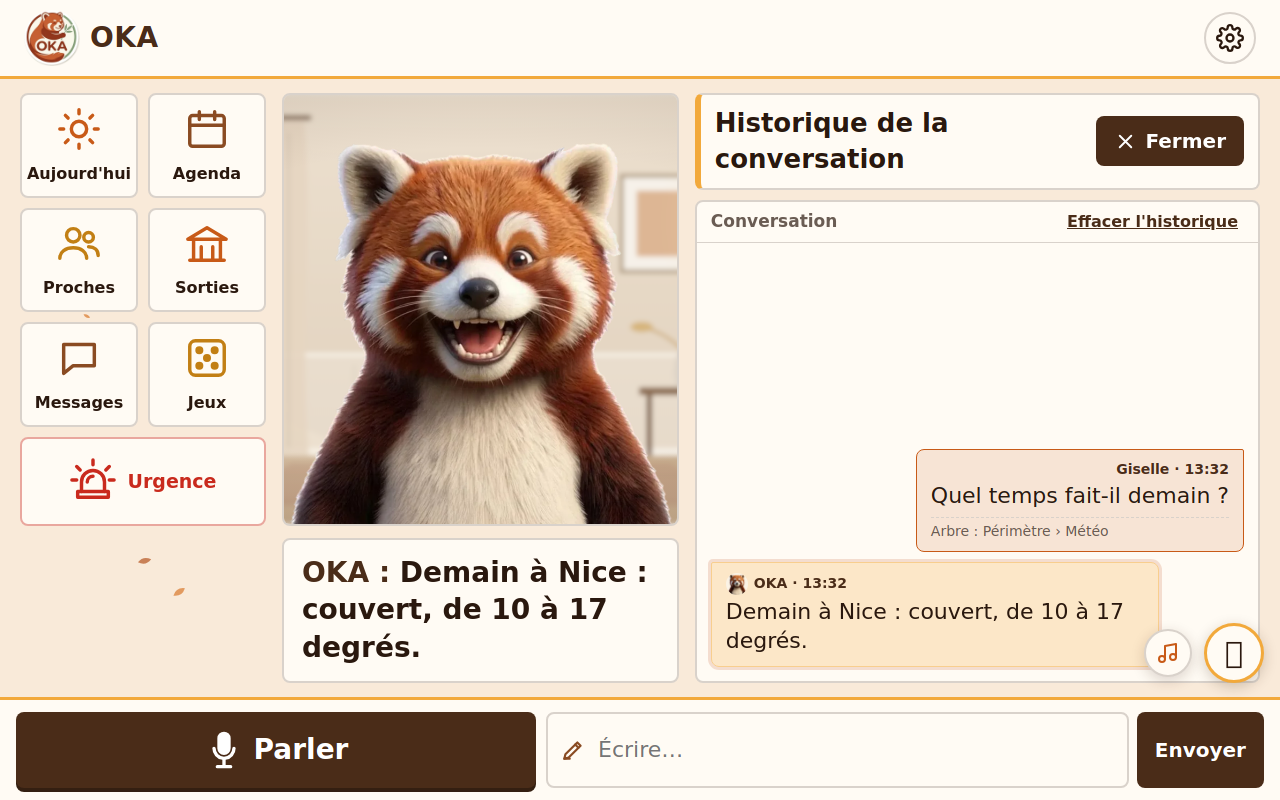 OKA
OKA
Aujourd'hui
Agenda
Proches
Sorties
Messages
Jeux
Urgence
OKA : Demain à Nice :
couvert, de 10 à 17
degrés.
Historique de la
conversation
Fermer
Conversation
Effacer l'historique
Giselle · 13:32
Quel temps fait-il demain ?
Arbre : Périmètre › Météo
OKA · 13:32
Demain à Nice : couvert, de 10 à 17
degrés.
Parler
Écrire...
Envoyer